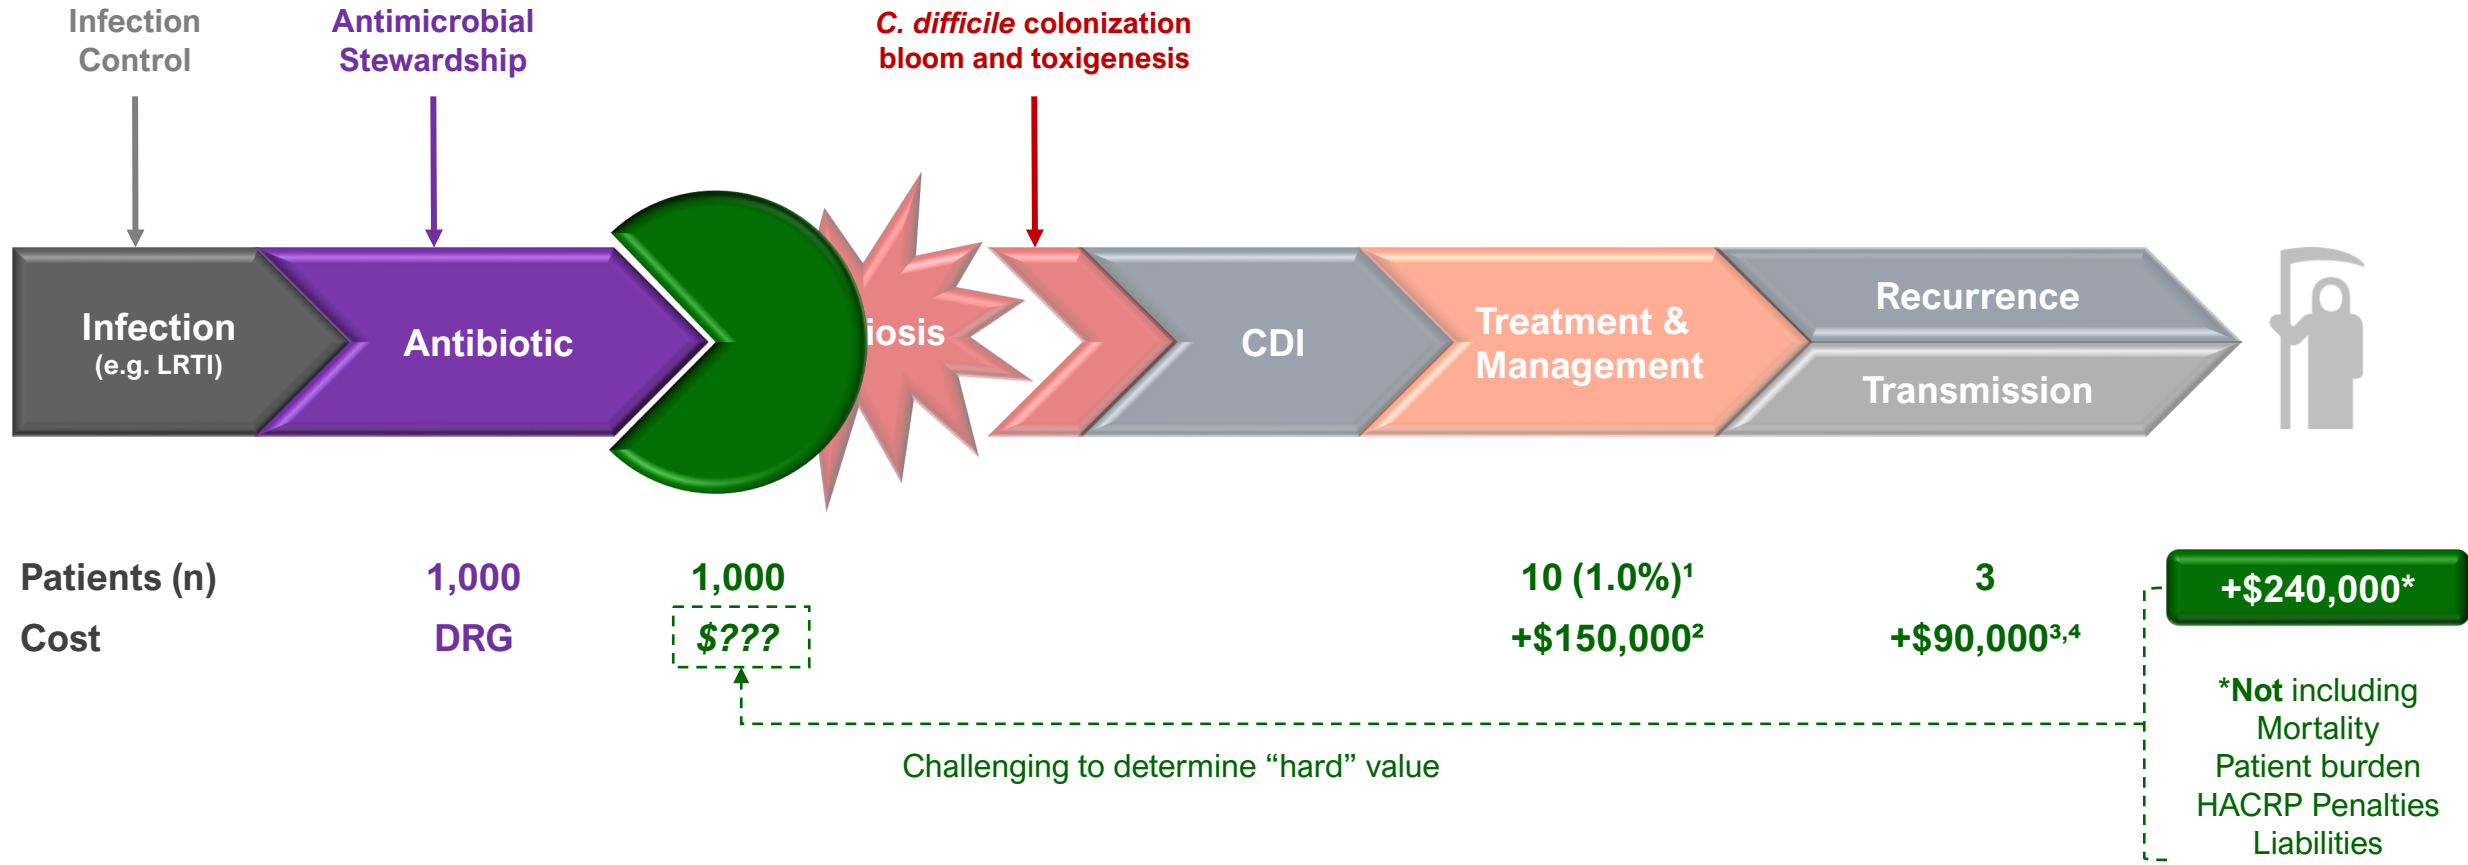 Infection
Control
Antimicrobial
Stewardship
C. difficile colonization
bloom and toxigenesis
Infection
(e.g. LRTI)
Antibiotic
iosis
CDI
Treatment &
Management
Recurrence
Transmission
Patients (n)
1,000
1,000
10 (1.0%)¹
3
+$240,000*
Cost
DRG
$???
+$150,000²
+$90,000³,⁴
*Not including
Mortality
Patient burden
HACRP Penalties
Liabilities
Challenging to determine “hard” value